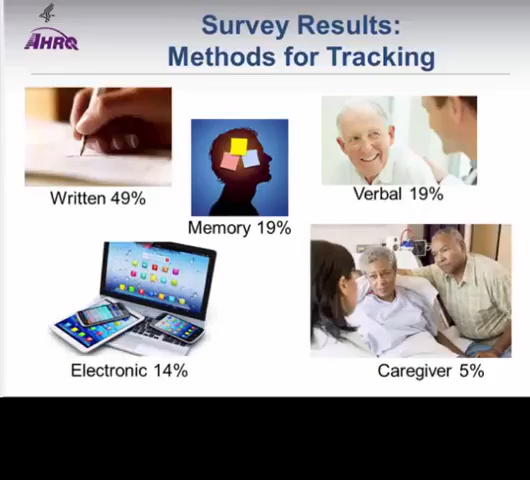 AHRQ
Survey Results:
Methods for Tracking
Written 49%
Memory 19%
Verbal 19%
Electronic 14%
Caregiver 5%